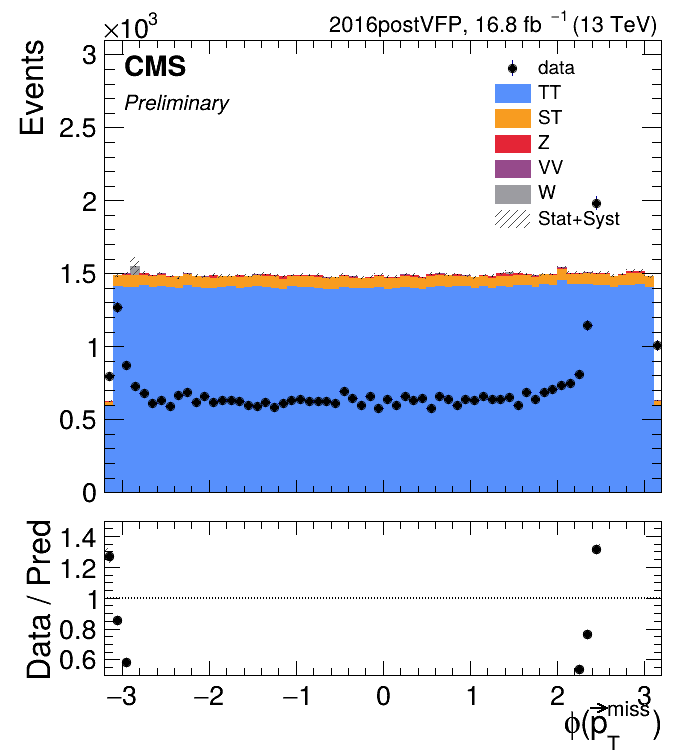 ×10³
2016postVFP, 16.8 fb⁻¹ (13 TeV)
Events
CMS
Preliminary
data
TT
ST
Z
VV
W
Stat+Syst
3
2.5
2
1.5
1
0.5
0
Data / Pred
1.4
1.2
1
0.8
0.6
−3 −2 −1 0 1 2 3
ϕ(p⃗_T^miss)